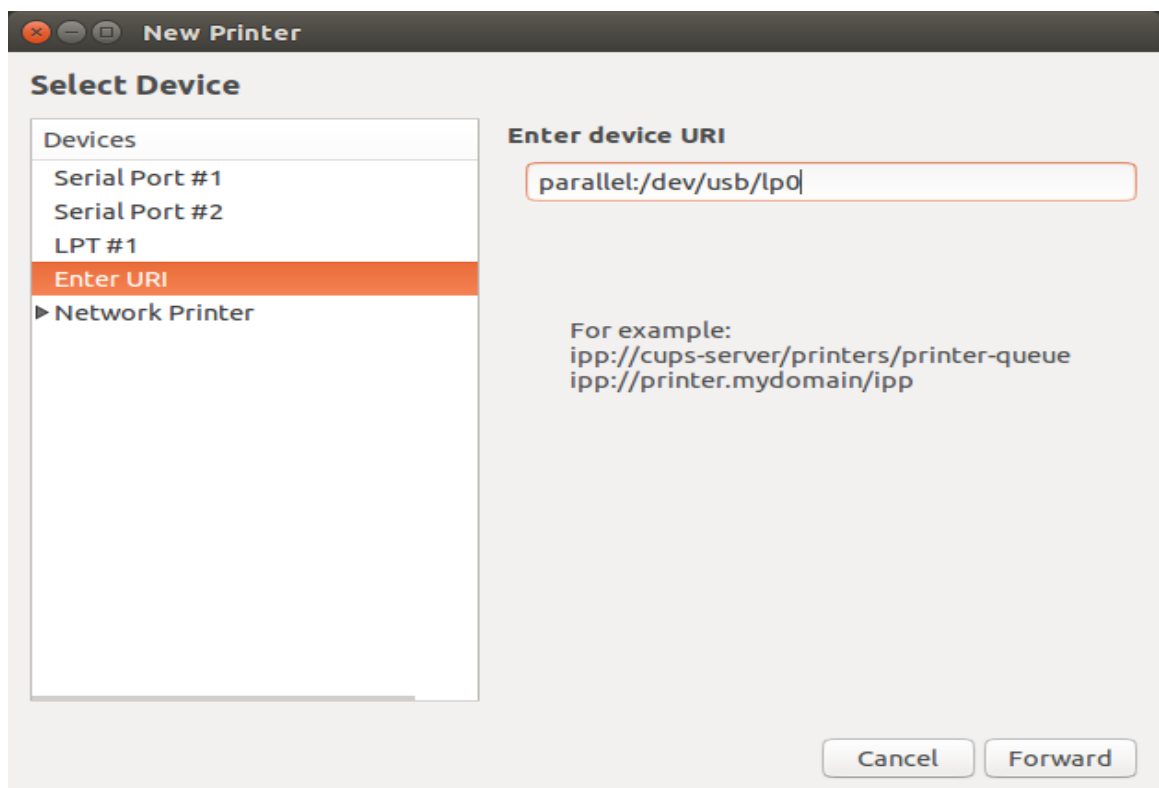 New Printer
Select Device
Devices
Serial Port #1
Serial Port #2
LPT #1
Enter URI
Network Printer
Enter device URI
parallel:/dev/usb/lp0
For example:
ipp://cups-server/printers/printer-queue
ipp://printer.mydomain/ipp
Cancel
Forward